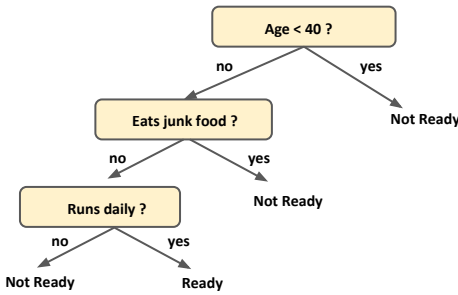 Age < 40 ?
no
yes
Eats junk food ?
Not Ready
no
yes
Runs daily ?
Not Ready
no
yes
Not Ready
Ready